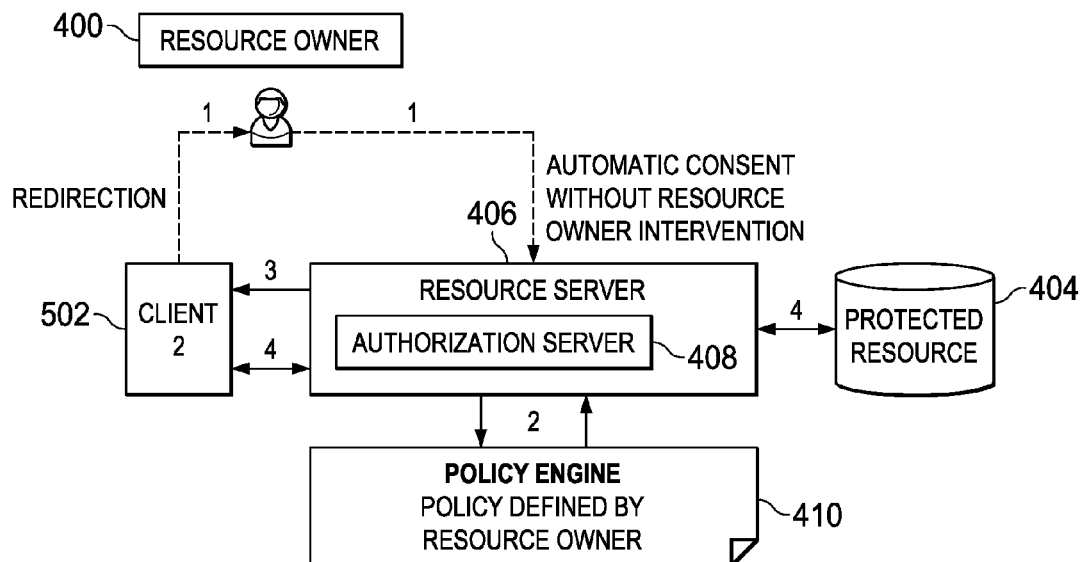 400
RESOURCE OWNER
1
1
REDIRECTION
AUTOMATIC CONSENT
WITHOUT RESOURCE
OWNER INTERVENTION
406
502
CLIENT
2
3
4
RESOURCE SERVER
AUTHORIZATION SERVER
408
4
PROTECTED
RESOURCE
404
2
POLICY ENGINE
POLICY DEFINED BY
RESOURCE OWNER
410